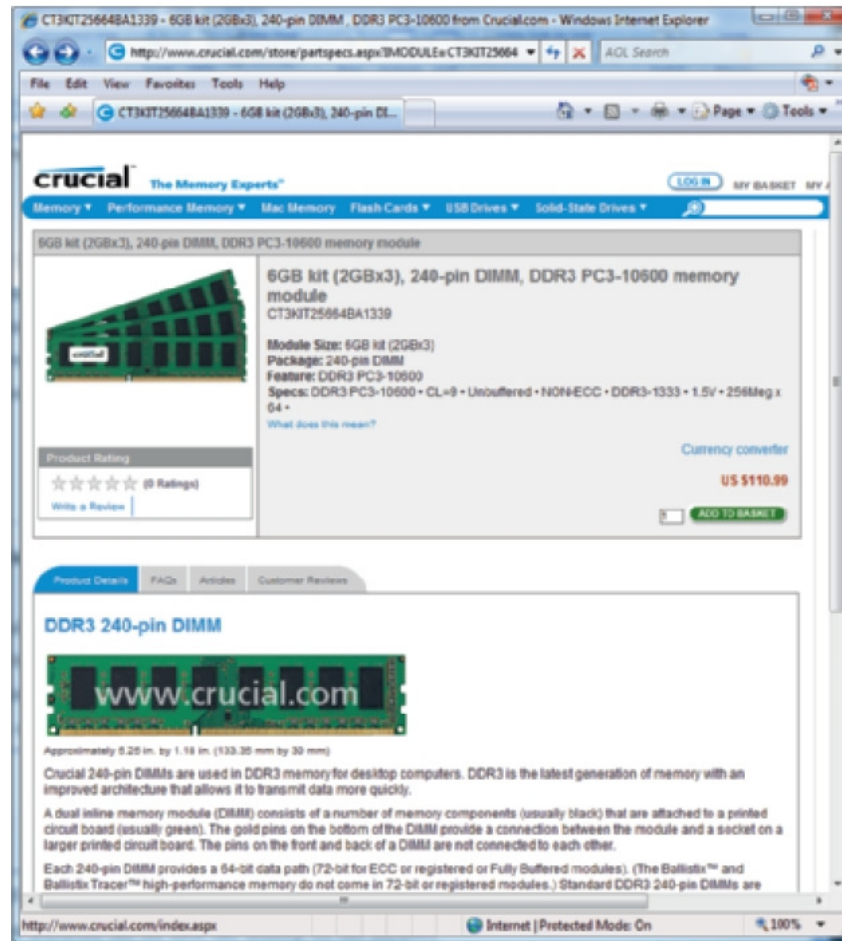 CT3KIT25664BA1339 - 6GB kit (2GBx3), 240-pin DIMM , DDR3 PC3-10600 from Crucial.com - Windows Internet Explorer
http://www.crucial.com/store/partspecs.aspx?IMODULE=CT3KIT25664
AOL Search
File Edit View Favorites Tools Help
CT3KIT25664BA1339 - 6GB kit (2GBx3), 240-pin DI...
Page Tools
crucial The Memory Experts™
LOG IN MY BASKET MY A
Memory Performance Memory Mac Memory Flash Cards USB Drives Solid-State Drives
6GB kit (2GBx3), 240-pin DIMM, DDR3 PC3-10600 memory module
6GB kit (2GBx3), 240-pin DIMM, DDR3 PC3-10600 memory
module
CT3KIT25664BA1339
crucial
Module Size: 6GB kit (2GBx3)
Package: 240-pin DIMM
Feature: DDR3 PC3-10600
Specs: DDR3 PC3-10600 • CL=9 • Unbuffered • NON-ECC • DDR3-1333 • 1.5V • 256Meg x
64 •
What does this mean?
Product Rating
(0 Ratings)
Write a Review
Currency converter
US $110.99
ADD TO BASKET
Product Details FAQs Articles Customer Reviews
DDR3 240-pin DIMM
www.crucial.com
Approximately 5.25 in. by 1.18 in. (133.35 mm by 30 mm)
Crucial 240-pin DIMMs are used in DDR3 memory for desktop computers. DDR3 is the latest generation of memory with an
improved architecture that allows it to transmit data more quickly.
A dual inline memory module (DIMM) consists of a number of memory components (usually black) that are attached to a printed
circuit board (usually green). The gold pins on the bottom of the DIMM provide a connection between the module and a socket on a
larger printed circuit board. The pins on the front and back of a DIMM are not connected to each other.
Each 240-pin DIMM provides a 64-bit data path (72-bit for ECC or registered or Fully Buffered modules). (The Ballistix™ and
Ballistix Tracer™ high-performance memory do not come in 72-bit or registered modules.) Standard DDR3 240-pin DIMMs are
http://www.crucial.com/index.aspx
Internet | Protected Mode: On
100%